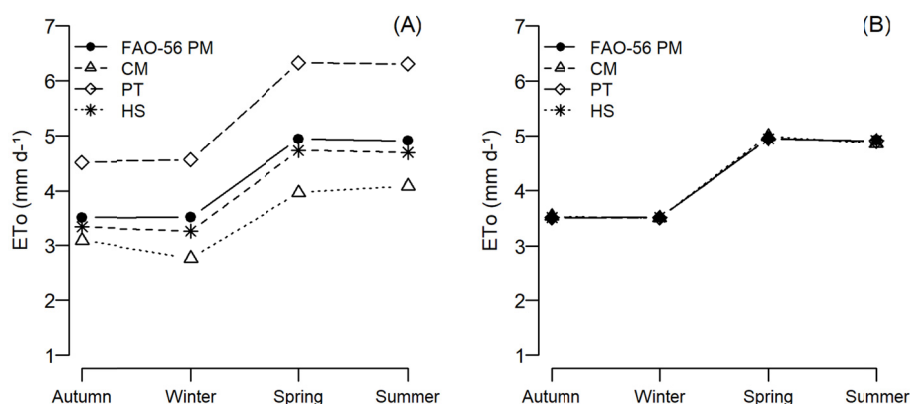 (A)
7
6
5
4
3
2
1
ETo (mm d-¹)
FAO-56 PM
CM
PT
HS
Autumn Winter Spring Summer
(B)
7
6
5
4
3
2
1
ETo (mm d-¹)
FAO-56 PM
CM
PT
HS
Autumn Winter Spring Summer